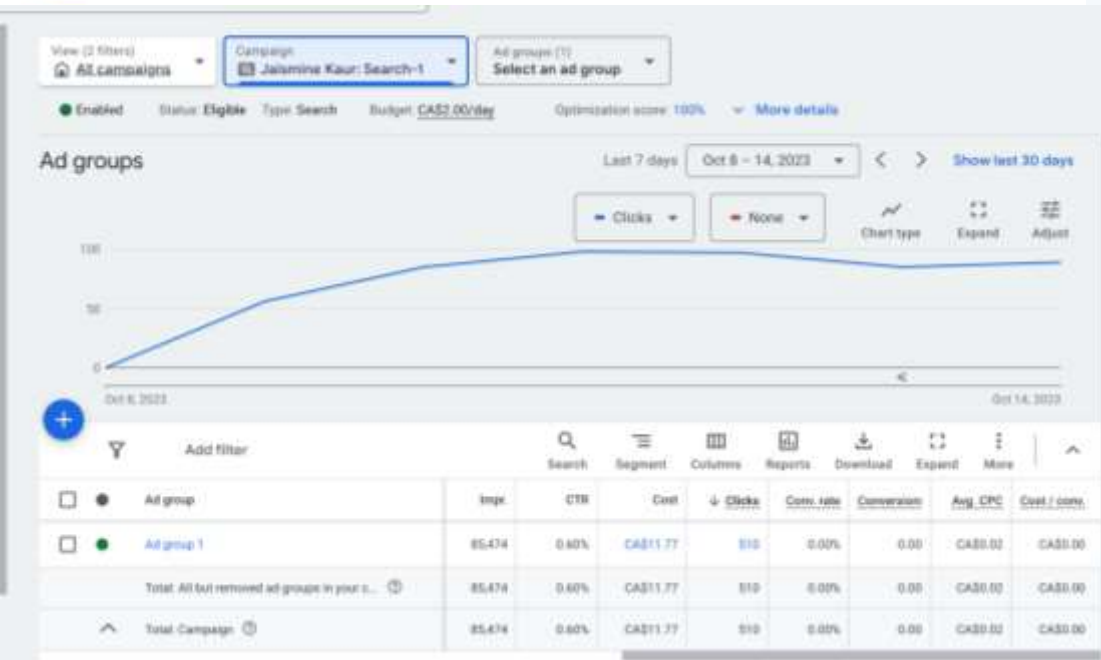 View (2 filters)
All campaigns
Campaign
Jaismine Kaur: Search-1
Ad groups (1)
Select an ad group
Enabled Status: Eligible Type: Search Budget: CA$2.00/day Optimization score: 100% More details
Ad groups
Last 7 days Oct 8 – 14, 2023 Show last 30 days
Clicks None Chart type Expand Adjust
100
50
0
Oct 8, 2023 Oct 14, 2023
Add filter Search Segment Columns Reports Download Expand More
Ad group Impr. CTR Cost Clicks Conv. rate Conversion Avg. CPC Cost / conv.
Ad group 1 85,474 0.60% CA$11.77 510 0.00% 0.00 CA$0.02 CA$0.00
Total: All but removed ad groups in your c... 85,474 0.60% CA$11.77 510 0.00% 0.00 CA$0.02 CA$0.00
Total: Campaign 85,474 0.60% CA$11.77 510 0.00% 0.00 CA$0.02 CA$0.00